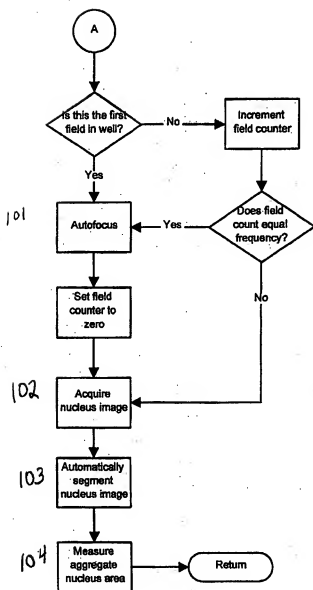 A
Is this the first
field in well?
No
Increment
field counter
Yes
101
Autofocus
Yes
Does field
count equal
frequency?
No
Set field
counter to
zero
102
Acquire
nucleus image
103
Automatically
segment
nucleus image
104
Measure
aggregate
nucleus area
Return